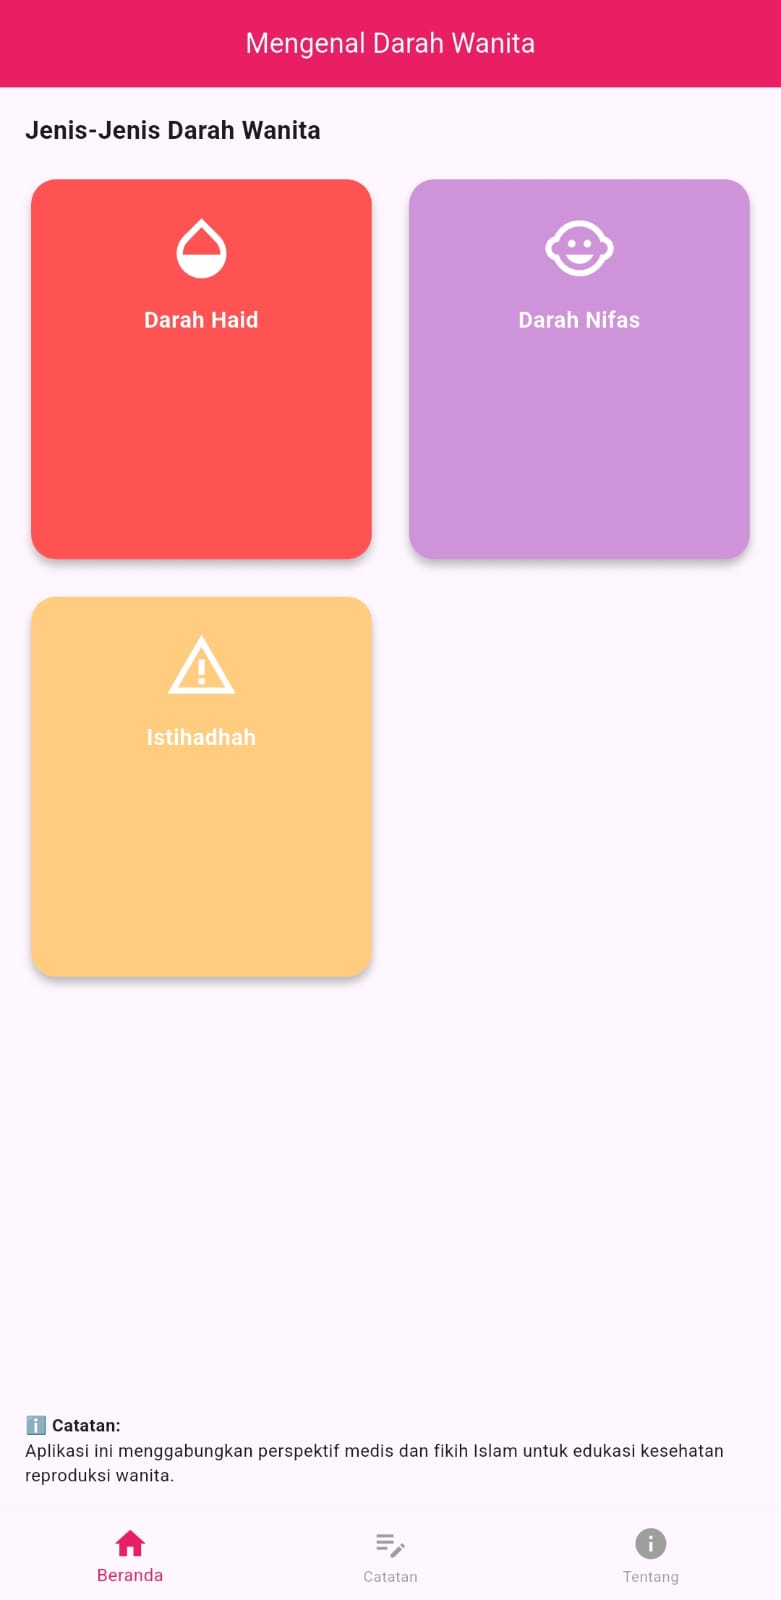 Mengenal Darah Wanita
Jenis-Jenis Darah Wanita
Darah Haid
Darah Nifas
Istihadhah
ℹ️ Catatan:
Aplikasi ini menggabungkan perspektif medis dan fikih Islam untuk edukasi kesehatan
reproduksi wanita.
Beranda
Catatan
Tentang